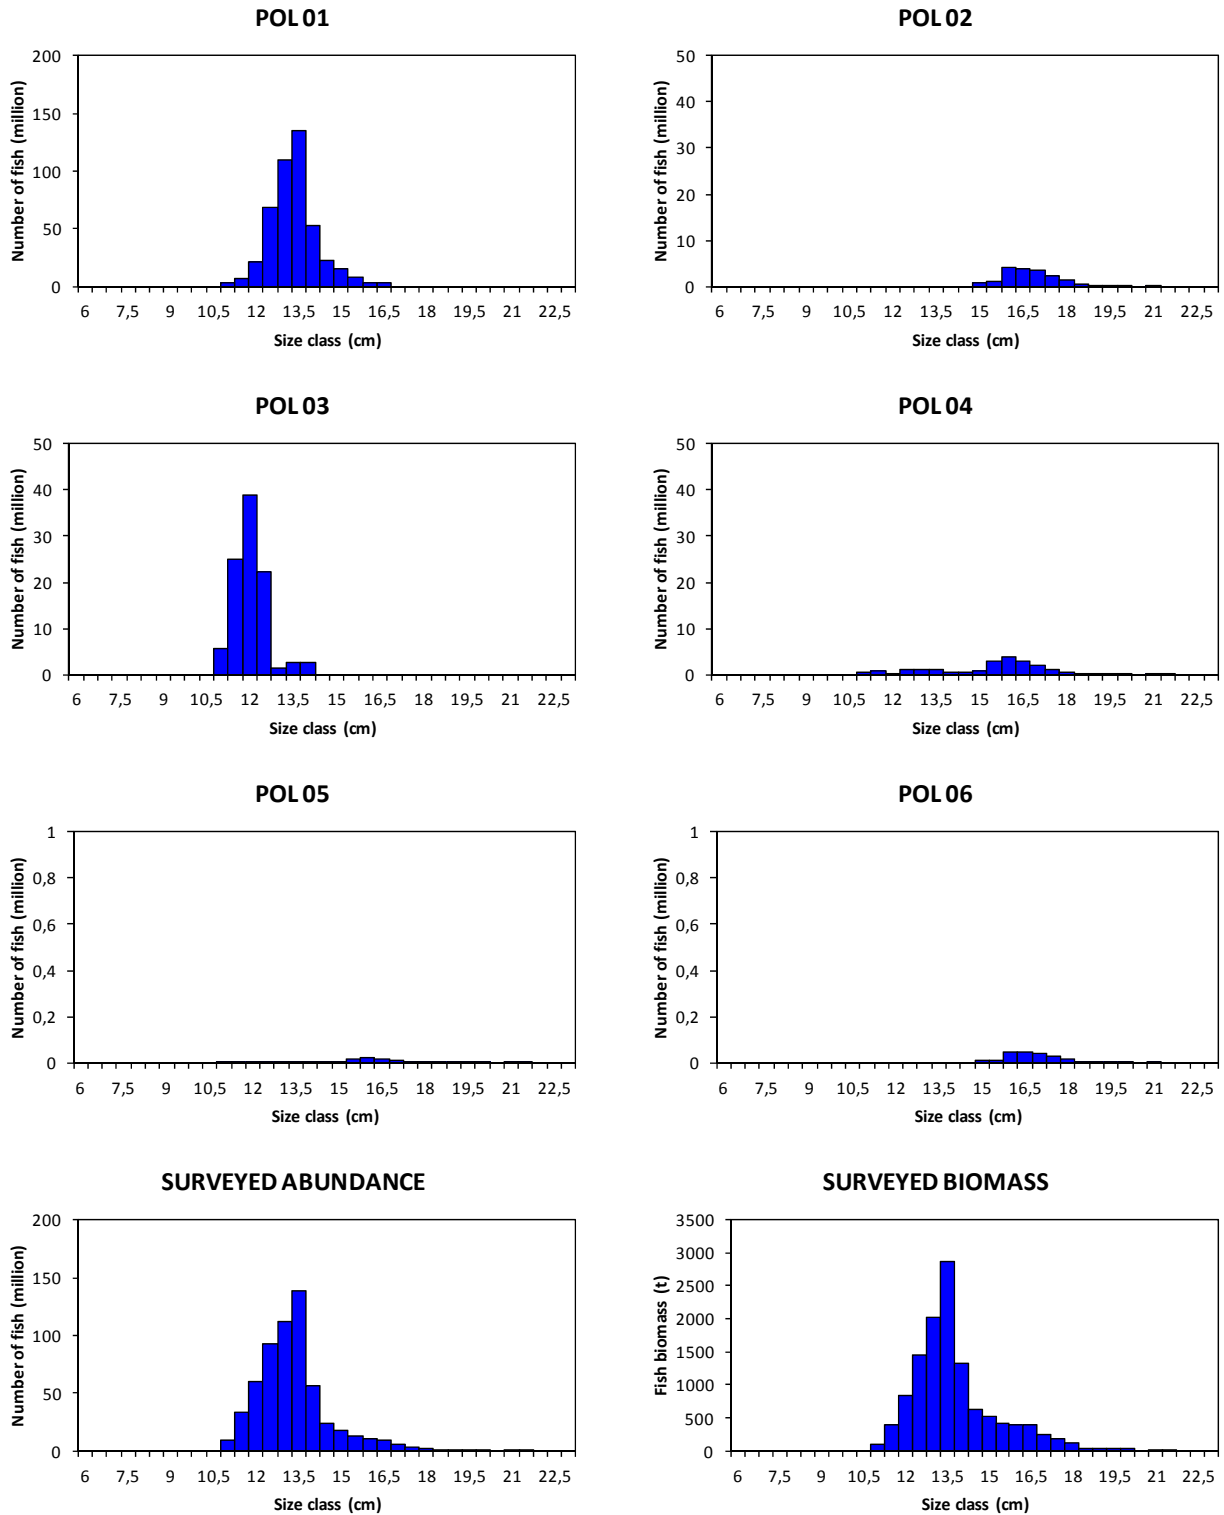 POL 01
Number of fish (million)
200
150
100
50
0
6 7,5 9 10,5 12 13,5 15 16,5 18 19,5 21 22,5
Size class (cm)
POL 02
Number of fish (million)
50
40
30
20
10
0
6 7,5 9 10,5 12 13,5 15 16,5 18 19,5 21 22,5
Size class (cm)
POL 03
Number of fish (million)
50
40
30
20
10
0
6 7,5 9 10,5 12 13,5 15 16,5 18 19,5 21 22,5
Size class (cm)
POL 04
Number of fish (million)
50
40
30
20
10
0
6 7,5 9 10,5 12 13,5 15 16,5 18 19,5 21 22,5
Size class (cm)
POL 05
Number of fish (million)
1
0,8
0,6
0,4
0,2
0
6 7,5 9 10,5 12 13,5 15 16,5 18 19,5 21 22,5
Size class (cm)
POL 06
Number of fish (million)
1
0,8
0,6
0,4
0,2
0
6 7,5 9 10,5 12 13,5 15 16,5 18 19,5 21 22,5
Size class (cm)
SURVEYED ABUNDANCE
Number of fish (million)
200
150
100
50
0
6 7,5 9 10,5 12 13,5 15 16,5 18 19,5 21 22,5
Size class (cm)
SURVEYED BIOMASS
Fish biomass (t)
3500
3000
2500
2000
1500
1000
500
0
6 7,5 9 10,5 12 13,5 15 16,5 18 19,5 21 22,5
Size class (cm)